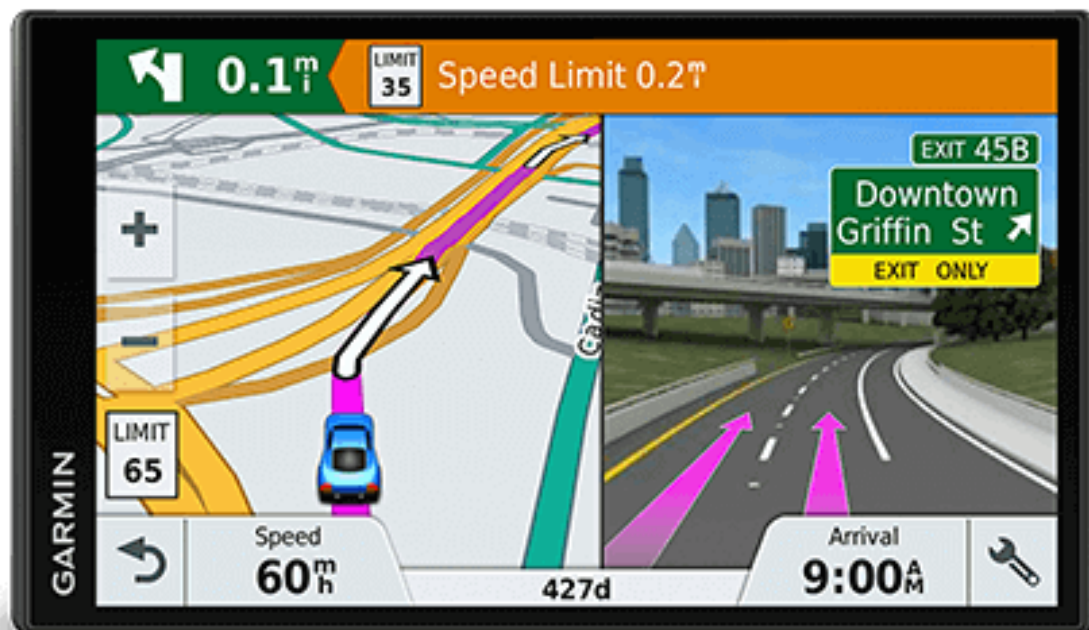 0.1mi
LIMIT
35
Speed Limit 0.2mi
EXIT 45B
Downtown
Griffin St
EXIT ONLY
LIMIT
65
GARMIN
Speed
60mh
427d
Arrival
9:00AM